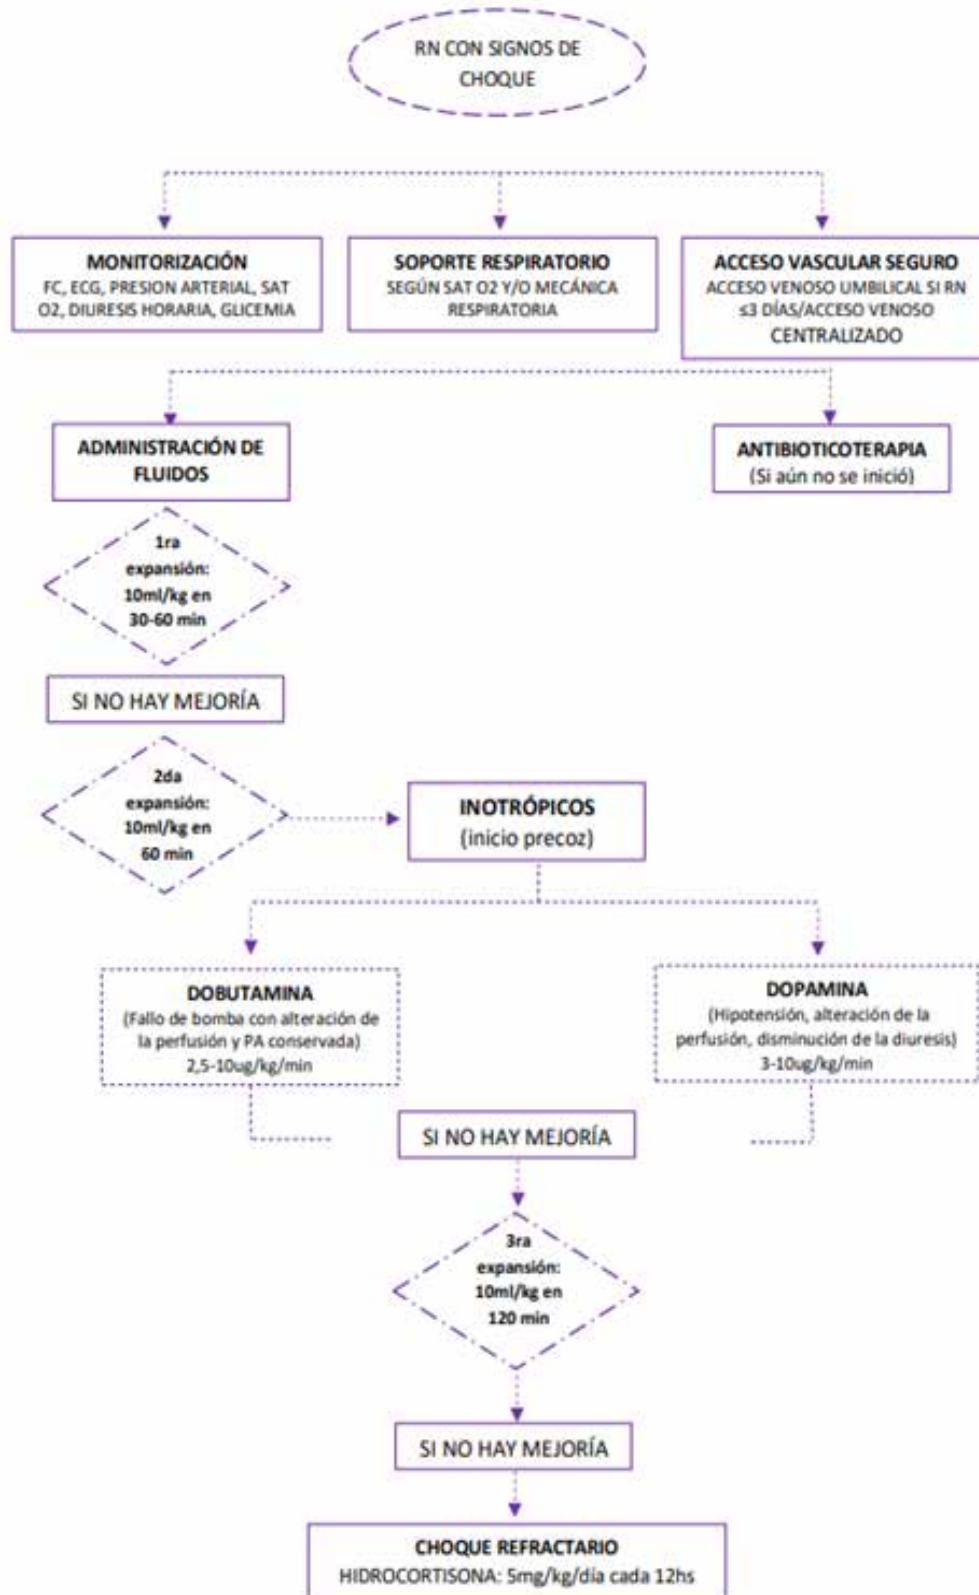 RN CON SIGNOS DE
CHOQUE
MONITORIZACIÓN
FC, ECG, PRESION ARTERIAL, SAT
O2, DIURESIS HORARIA, GLICEMIA
SOPORTE RESPIRATORIO
SEGÚN SAT O2 Y/O MECÁNICA
RESPIRATORIA
ACCESO VASCULAR SEGURO
ACCESO VENOSO UMBILICAL SI RN
≤3 DÍAS/ACCESO VENOSO
CENTRALIZADO
ADMINISTRACIÓN DE
FLUIDOS
ANTIBIOTICOTERAPIA
(Si aún no se inició)
1ra
expansión:
10ml/kg en
30-60 min
SI NO HAY MEJORÍA
2da
expansión:
10ml/kg en
60 min
INOTRÓPICOS
(inicio precoz)
DOBUTAMINA
(Fallo de bomba con alteración de
la perfusión y PA conservada)
2,5-10ug/kg/min
DOPAMINA
(Hipotensión, alteración de la
perfusión, disminución de la diuresis)
3-10ug/kg/min
SI NO HAY MEJORÍA
3ra
expansión:
10ml/kg en
120 min
SI NO HAY MEJORÍA
CHOQUE REFRACTARIO
HIDROCORTISONA: 5mg/kg/día cada 12hs